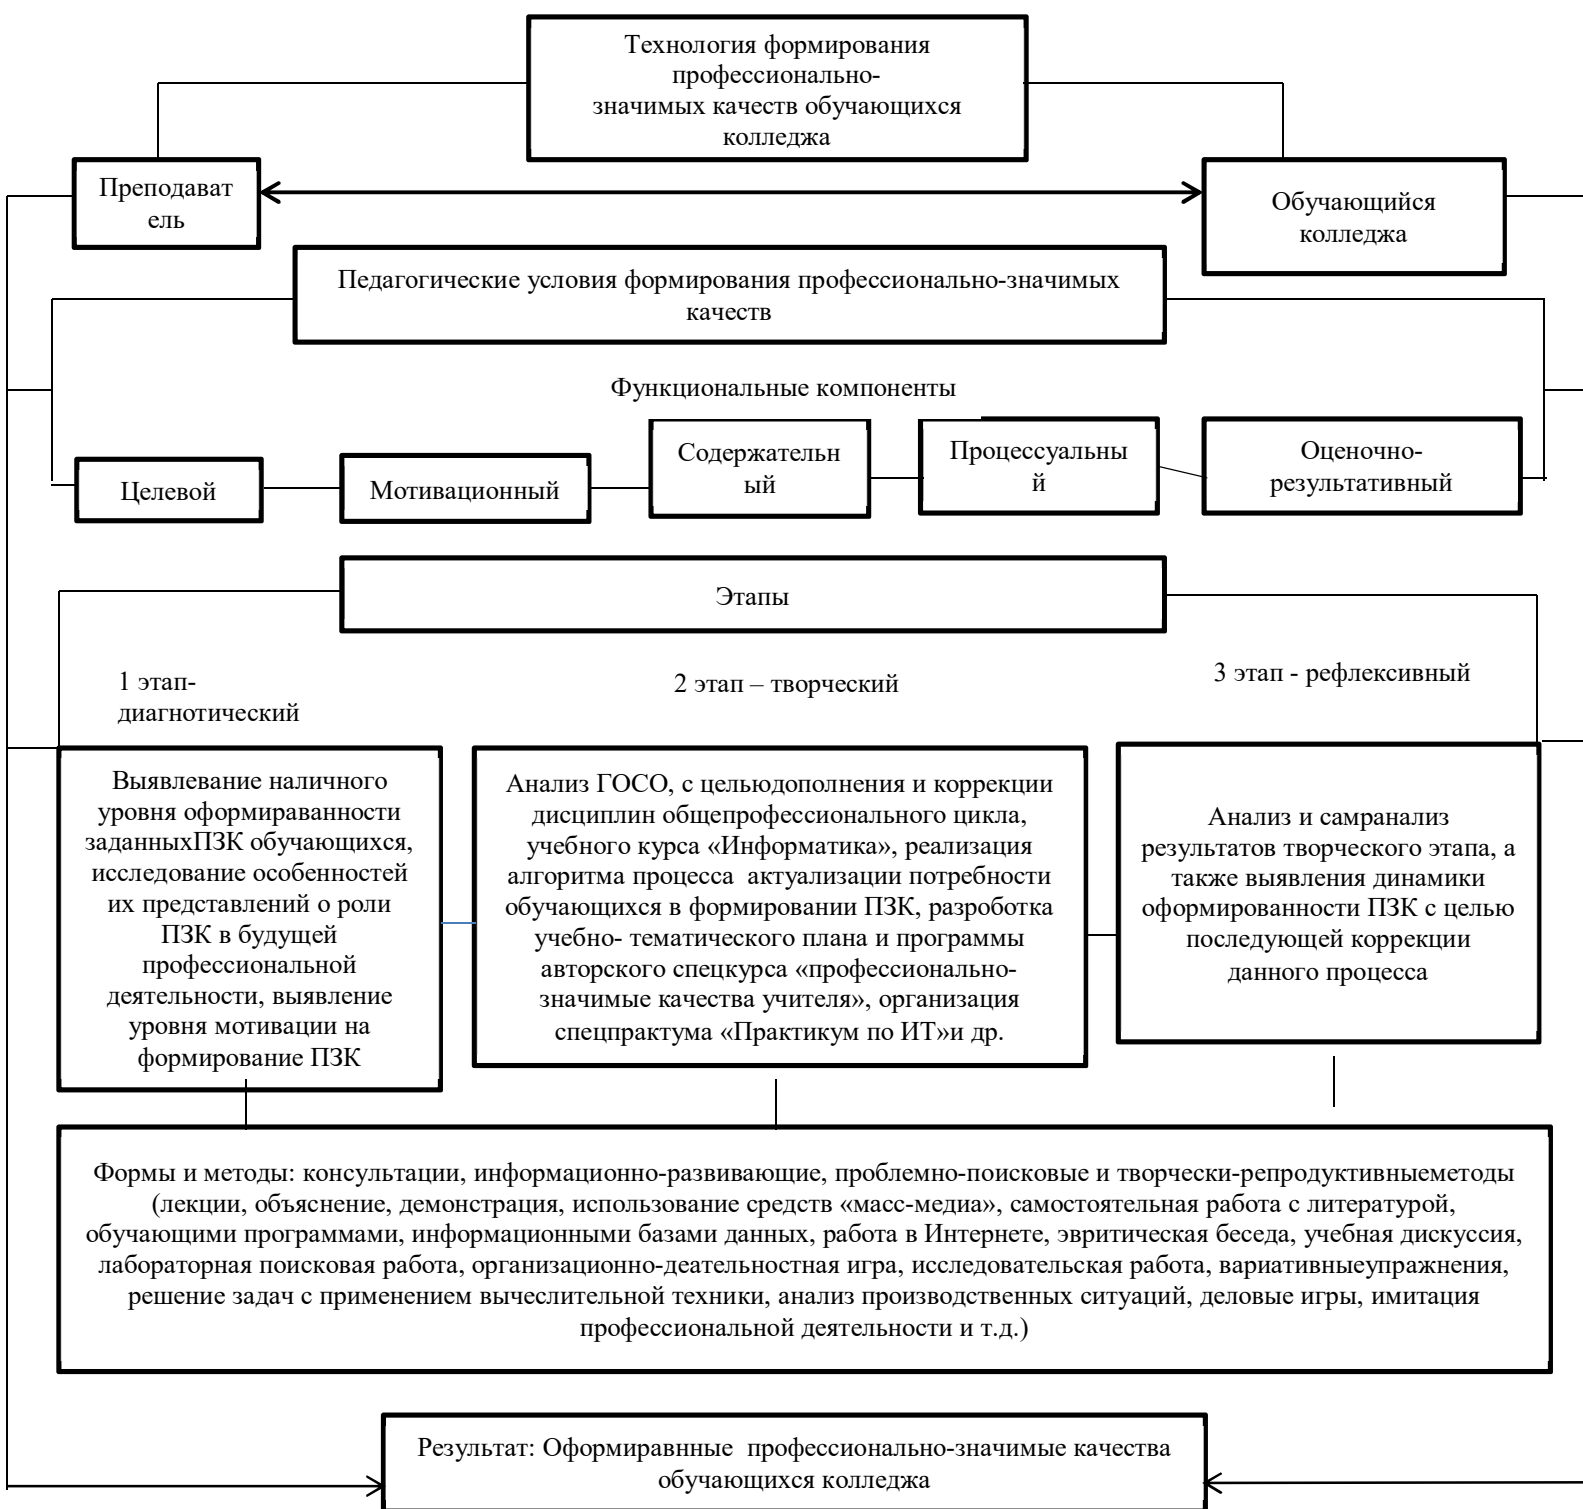 Технология формирования
профессионально-
значимых качеств обучающихся
колледжа
Преподават
ель
Обучающийся
колледжа
Педагогические условия формирования профессионально-значимых
качеств
Функциональные компоненты
Целевой
Мотивационный
Содержательн
ый
Процессуальны
й
Оценочно-
результативный
Этапы
1 этап-
диагнотический
2 этап – творческий
3 этап - рефлексивный
Выявлевание наличного
уровня оформираванности
заданныхПЗК обучающихся,
исследование особенностей
их представлений о роли
ПЗК в будущей
профессиональной
деятельности, выявление
уровня мотивации на
формирование ПЗК
Анализ ГОСО, с цельюдополнения и коррекции
дисциплин общепрофессионального цикла,
учебного курса «Информатика», реализация
алгоритма процесса  актуализации потребности
обучающихся в формировании ПЗК, разроботка
учебно- тематического плана и программы
авторского спецкурса «профессионально-
значимые качества учителя», организация
спецпрактума «Практикум по ИТ»и др.
Анализ и самранализ
результатов творческого этапа, а
также выявления динамики
оформированности ПЗК с целью
последующей коррекции
данного процесса
Формы и методы: консультации, информационно-развивающие, проблемно-поисковые и творчески-репродуктивныеметоды
(лекции, объяснение, демонстрация, использование средств «масс-медиа», самостоятельная работа с литературой,
обучающими программами, информационными базами данных, работа в Интернете, эвритическая беседа, учебная дискуссия,
лабораторная поисковая работа, организационно-деательностная игра, исследовательская работа, вариативныеупражнения,
решение задач с применением вычеслительной техники, анализ производственных ситуаций, деловые игры, имитация
профессиональной деятельности и т.д.)
Результат: Оформиравнные  профессионально-значимые качества
обучающихся колледжа